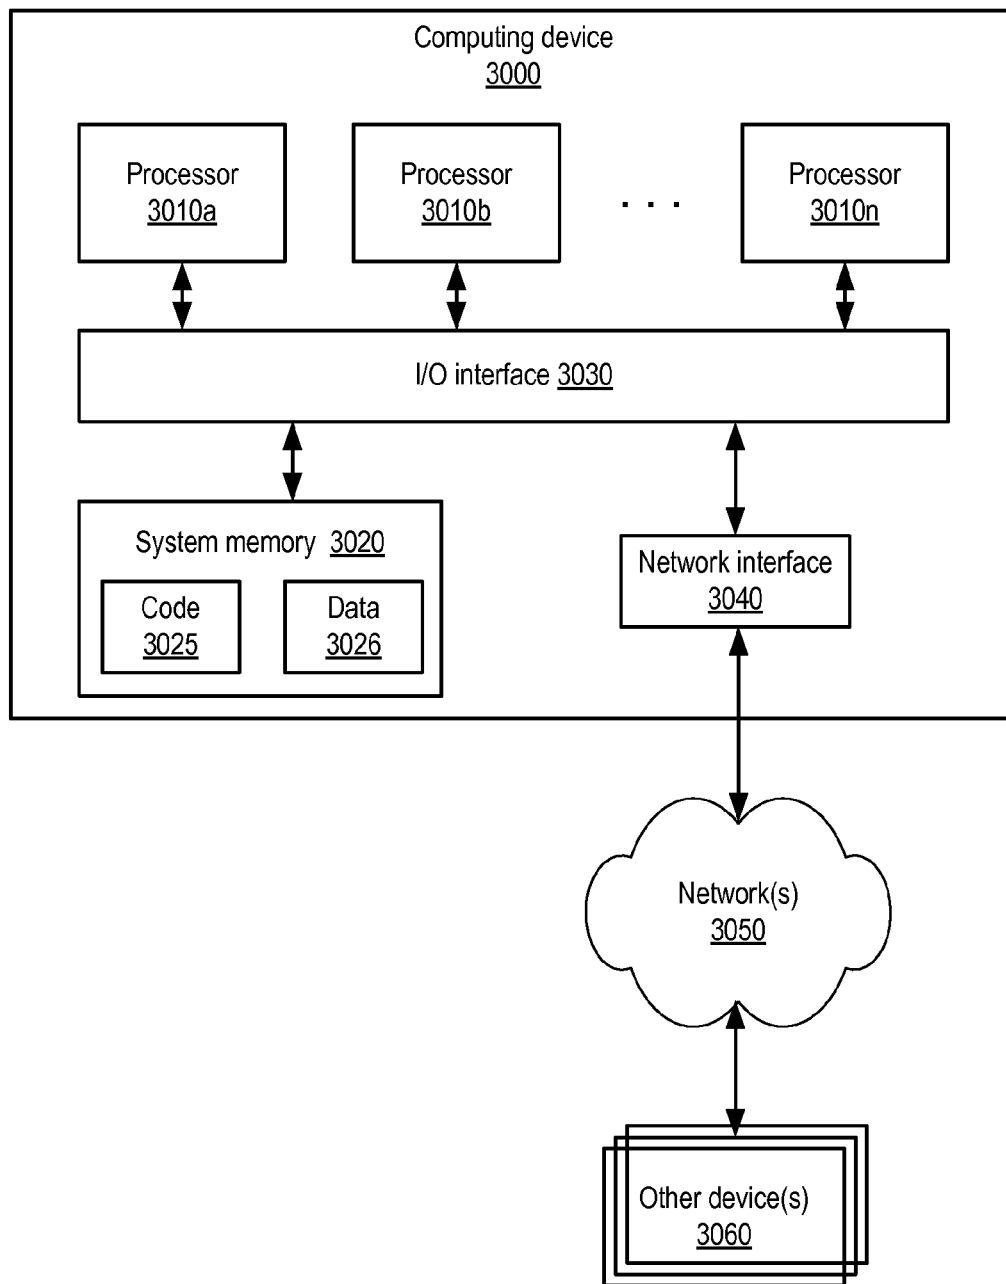 Computing device
3000
Processor
3010a
Processor
3010b
. . .
Processor
3010n
I/O interface 3030
System memory 3020
Code
3025
Data
3026
Network interface
3040
Network(s)
3050
Other device(s)
3060